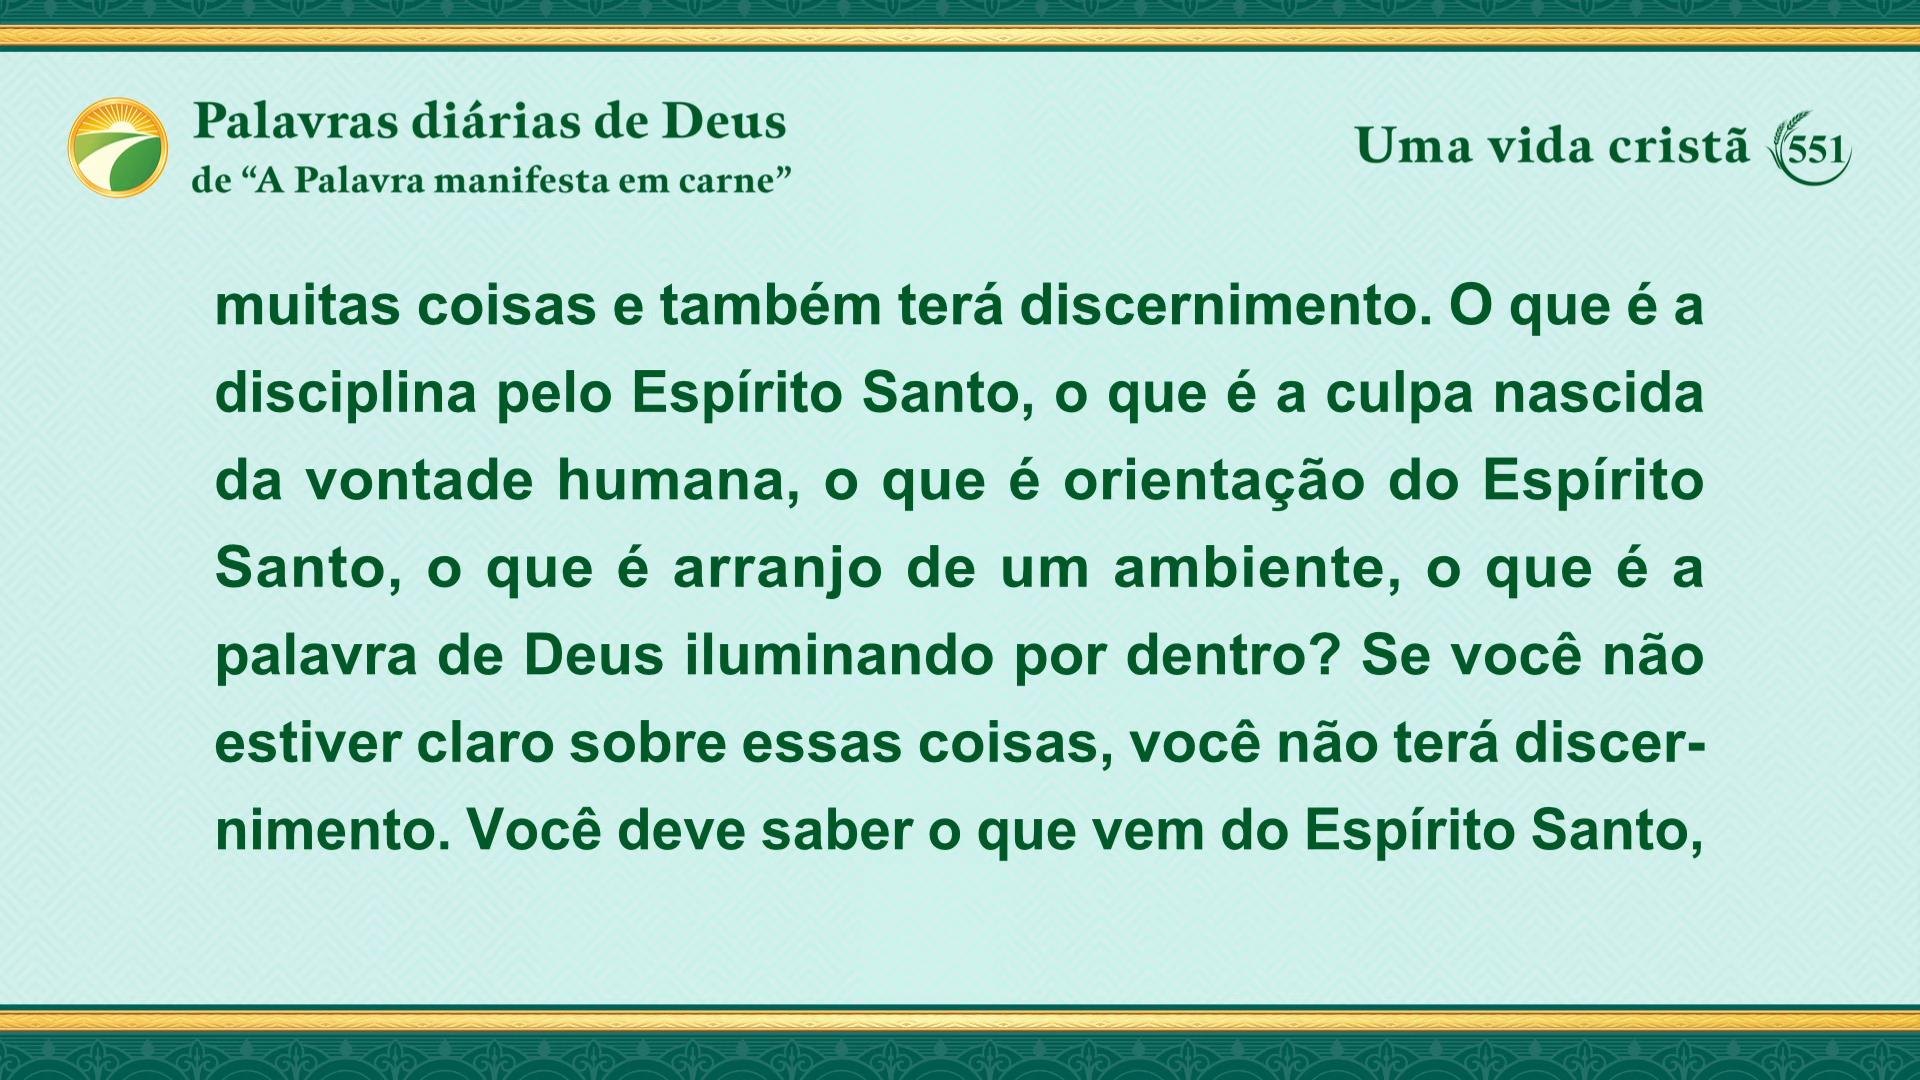 Palavras diárias de Deus
de “A Palavra manifesta em carne”
Uma vida cristã 551
muitas coisas e também terá discernimento. O que é a
disciplina pelo Espírito Santo, o que é a culpa nascida
da vontade humana, o que é orientação do Espírito
Santo, o que é arranjo de um ambiente, o que é a
palavra de Deus iluminando por dentro? Se você não
estiver claro sobre essas coisas, você não terá discer-
nimento. Você deve saber o que vem do Espírito Santo,